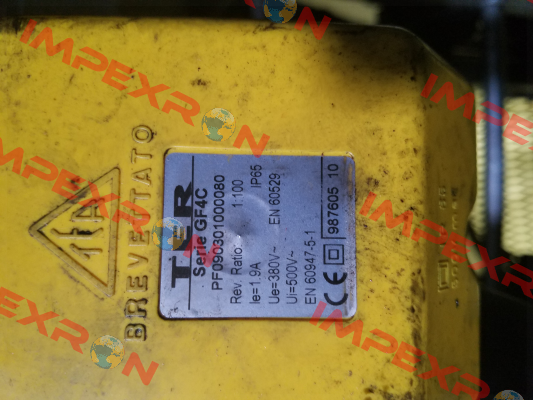 TER
Serie GF4C
PF090301000080
Rev. Ratio: 1:100 IP65
Ie=1.9A
Ue=380V~ EN 60529
Ui=500V~
EN 60947-5-1
CE 987605 10
BREVETTATO
IMPEXRON
IMPEXRON
IMPEXRON
IMPEXRON
IMPEXRON
IMPEXRON